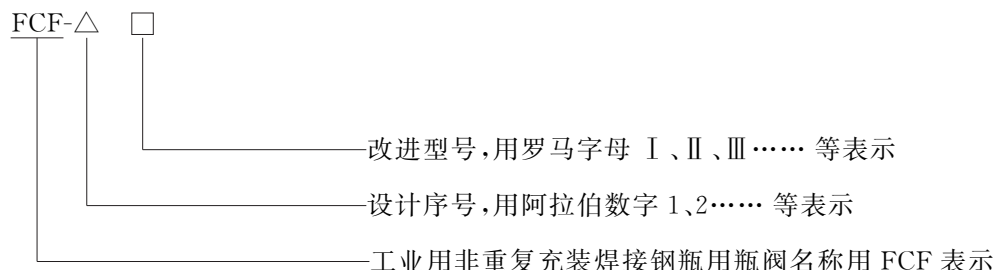 FCF-△ □
改进型号,用罗马字母 Ⅰ、Ⅱ、Ⅲ…… 等表示
设计序号,用阿拉伯数字 1、2…… 等表示
工业用非重复充装焊接钢瓶用瓶阀名称用 FCF 表示